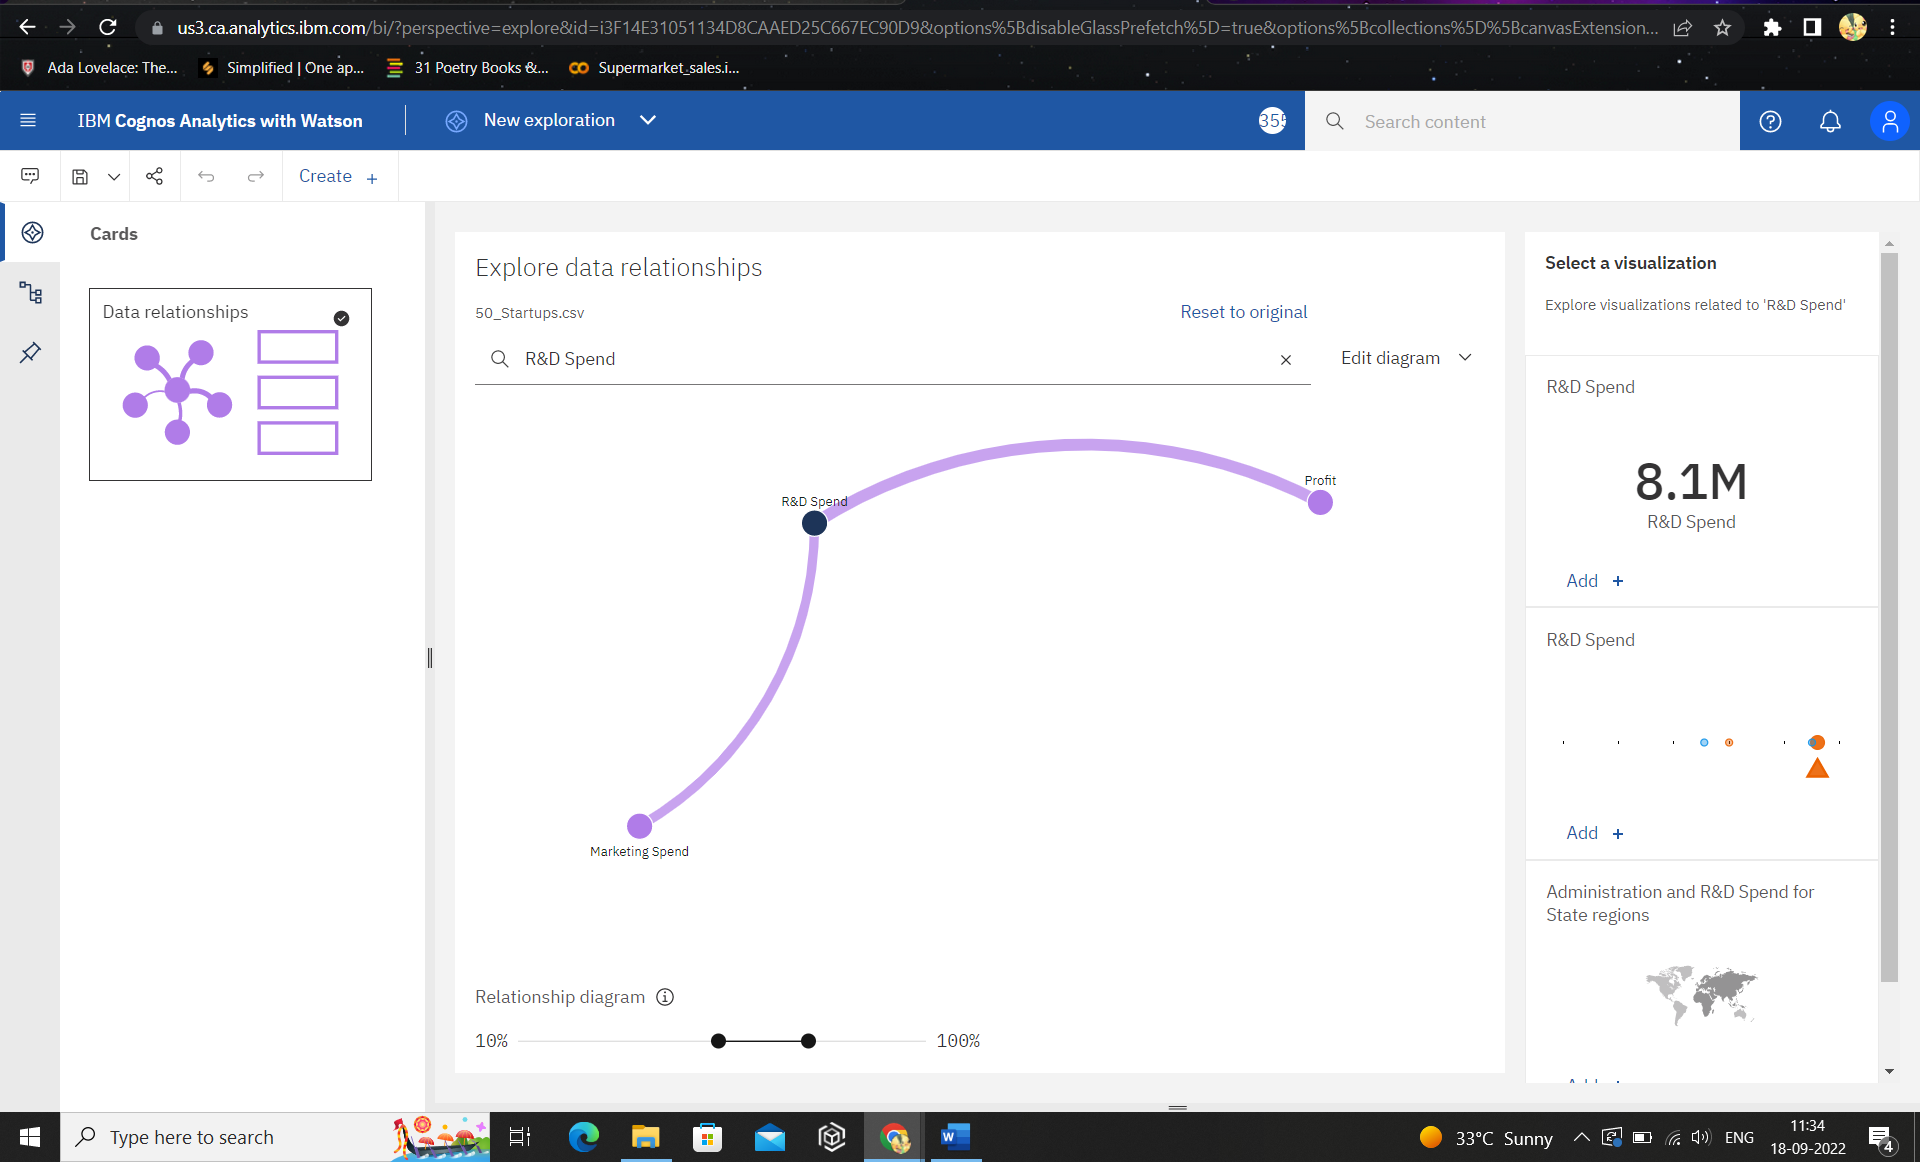 us3.ca.analytics.ibm.com/bi/?perspective=explore&id=i3F14E31051134D8CAAED25C667EC90D9&options%5BdisableGlassPrefetch%5D=true&options%5Bcollections%5D%5BcanvasExtension...
Ada Lovelace: The...
Simplified | One ap...
31 Poetry Books &...
Supermarket_sales.i...
IBM Cognos Analytics with Watson
New exploration
355
Search content
Create +
Cards
Data relationships
Explore data relationships
50_Startups.csv
Reset to original
R&D Spend
Edit diagram
R&D Spend
Profit
Marketing Spend
Relationship diagram
10%
100%
Select a visualization
Explore visualizations related to 'R&D Spend'
R&D Spend
8.1M
R&D Spend
Add +
R&D Spend
Add +
Administration and R&D Spend for
State regions
Type here to search
33°C Sunny
ENG
11:34
18-09-2022
4